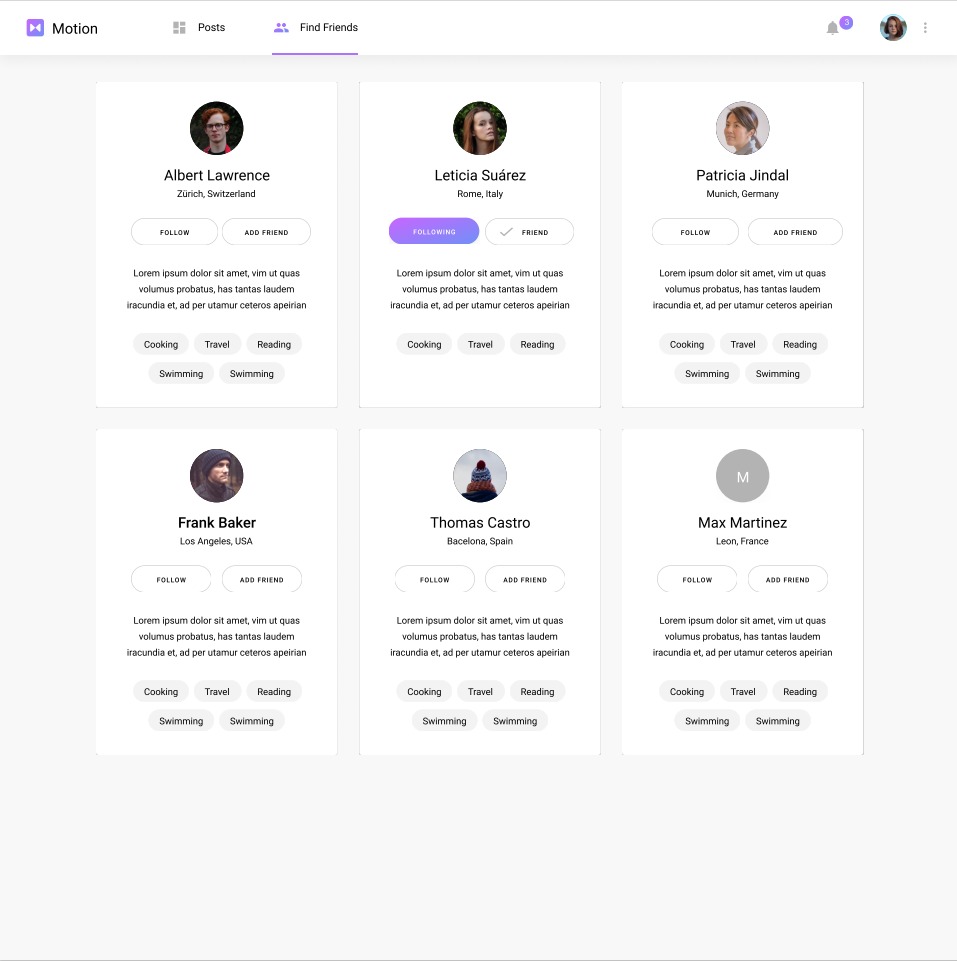 Motion
Posts
Find Friends
3
Albert Lawrence
Zürich, Switzerland
FOLLOW
ADD FRIEND
Lorem ipsum dolor sit amet, vim ut quas
volumus probatus, has tantas laudem
iracundia et, ad per utamur ceteros apeirian
Cooking
Travel
Reading
Swimming
Swimming
Leticia Suárez
Rome, Italy
FOLLOWING
FRIEND
Lorem ipsum dolor sit amet, vim ut quas
volumus probatus, has tantas laudem
iracundia et, ad per utamur ceteros apeirian
Cooking
Travel
Reading
Patricia Jindal
Munich, Germany
FOLLOW
ADD FRIEND
Lorem ipsum dolor sit amet, vim ut quas
volumus probatus, has tantas laudem
iracundia et, ad per utamur ceteros apeirian
Cooking
Travel
Reading
Swimming
Swimming
Frank Baker
Los Angeles, USA
FOLLOW
ADD FRIEND
Lorem ipsum dolor sit amet, vim ut quas
volumus probatus, has tantas laudem
iracundia et, ad per utamur ceteros apeirian
Cooking
Travel
Reading
Swimming
Swimming
Thomas Castro
Bacelona, Spain
FOLLOW
ADD FRIEND
Lorem ipsum dolor sit amet, vim ut quas
volumus probatus, has tantas laudem
iracundia et, ad per utamur ceteros apeirian
Cooking
Travel
Reading
Swimming
Swimming
M
Max Martinez
Leon, France
FOLLOW
ADD FRIEND
Lorem ipsum dolor sit amet, vim ut quas
volumus probatus, has tantas laudem
iracundia et, ad per utamur ceteros apeirian
Cooking
Travel
Reading
Swimming
Swimming